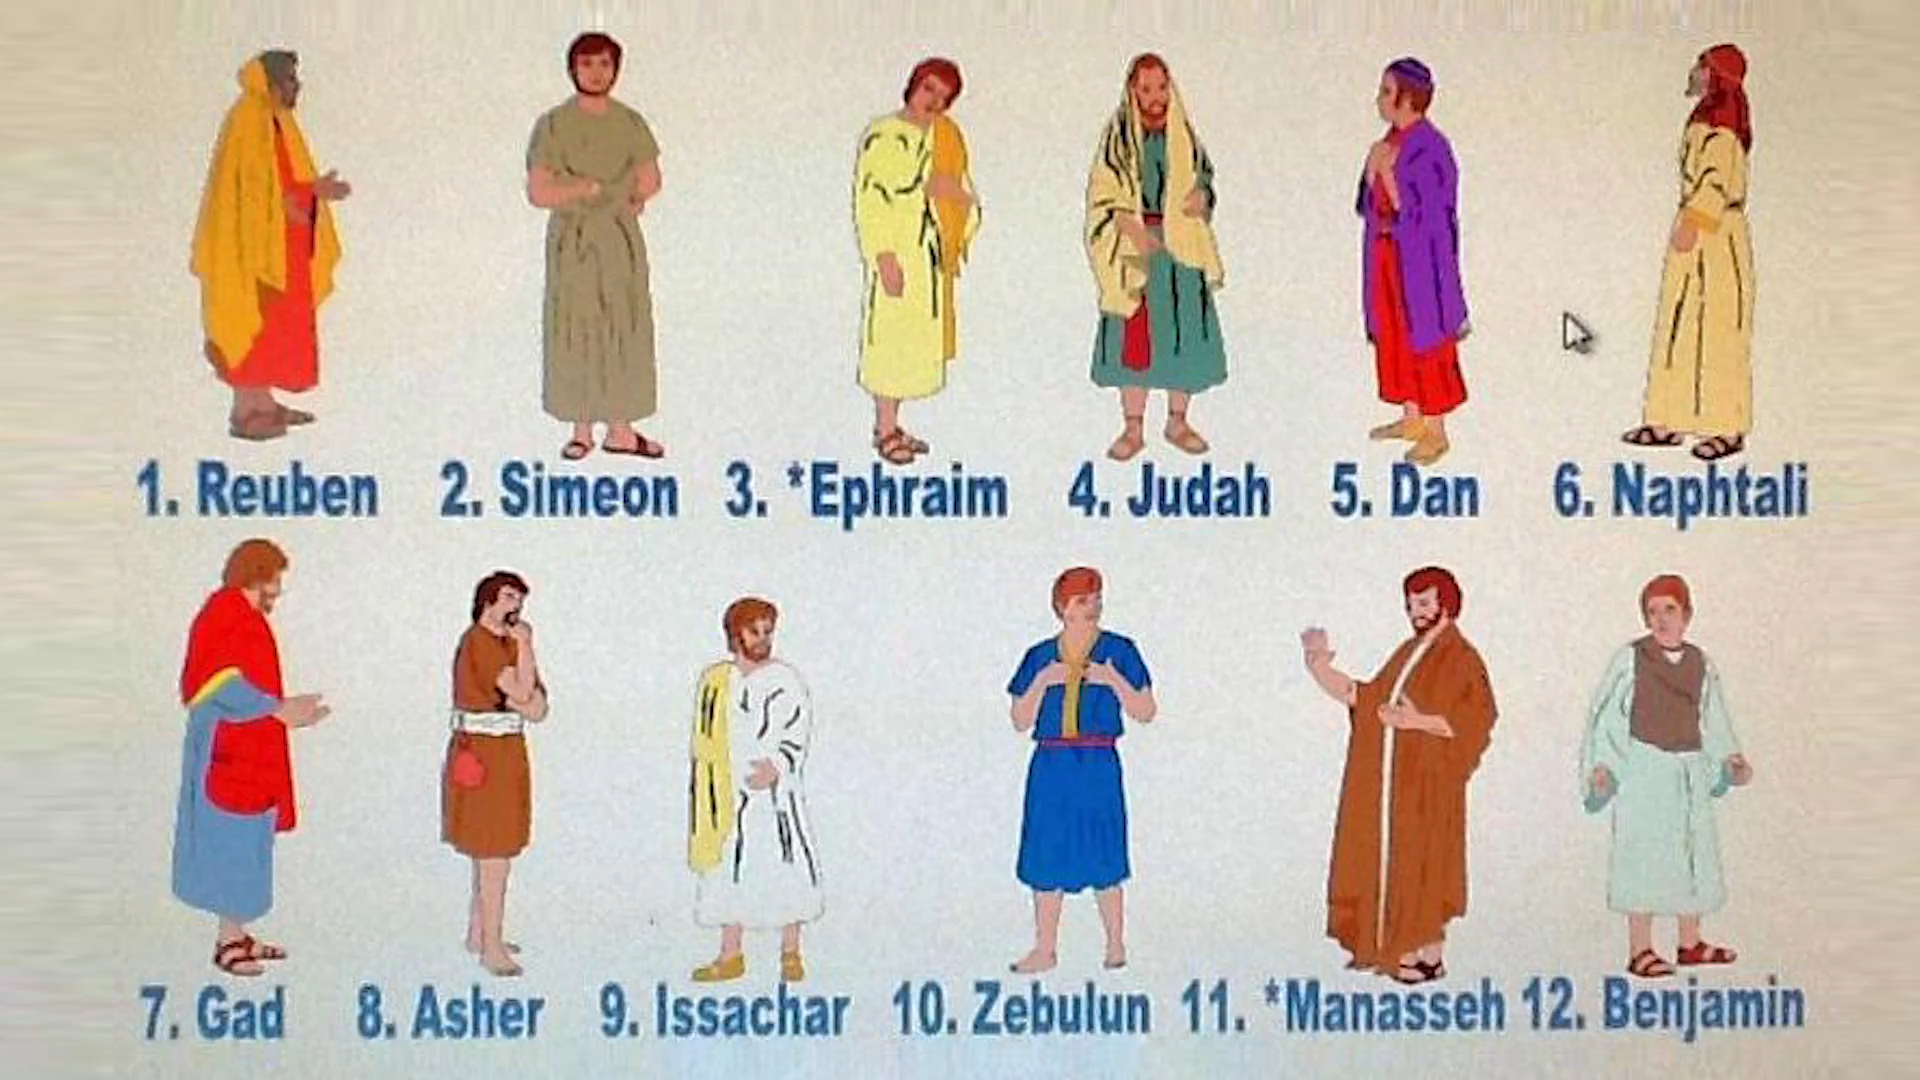 1. Reuben 2. Simeon 3. *Ephraim 4. Judah 5. Dan 6. Naphtali
7. Gad 8. Asher 9. Issachar 10. Zebulun 11. *Manasseh 12. Benjamin